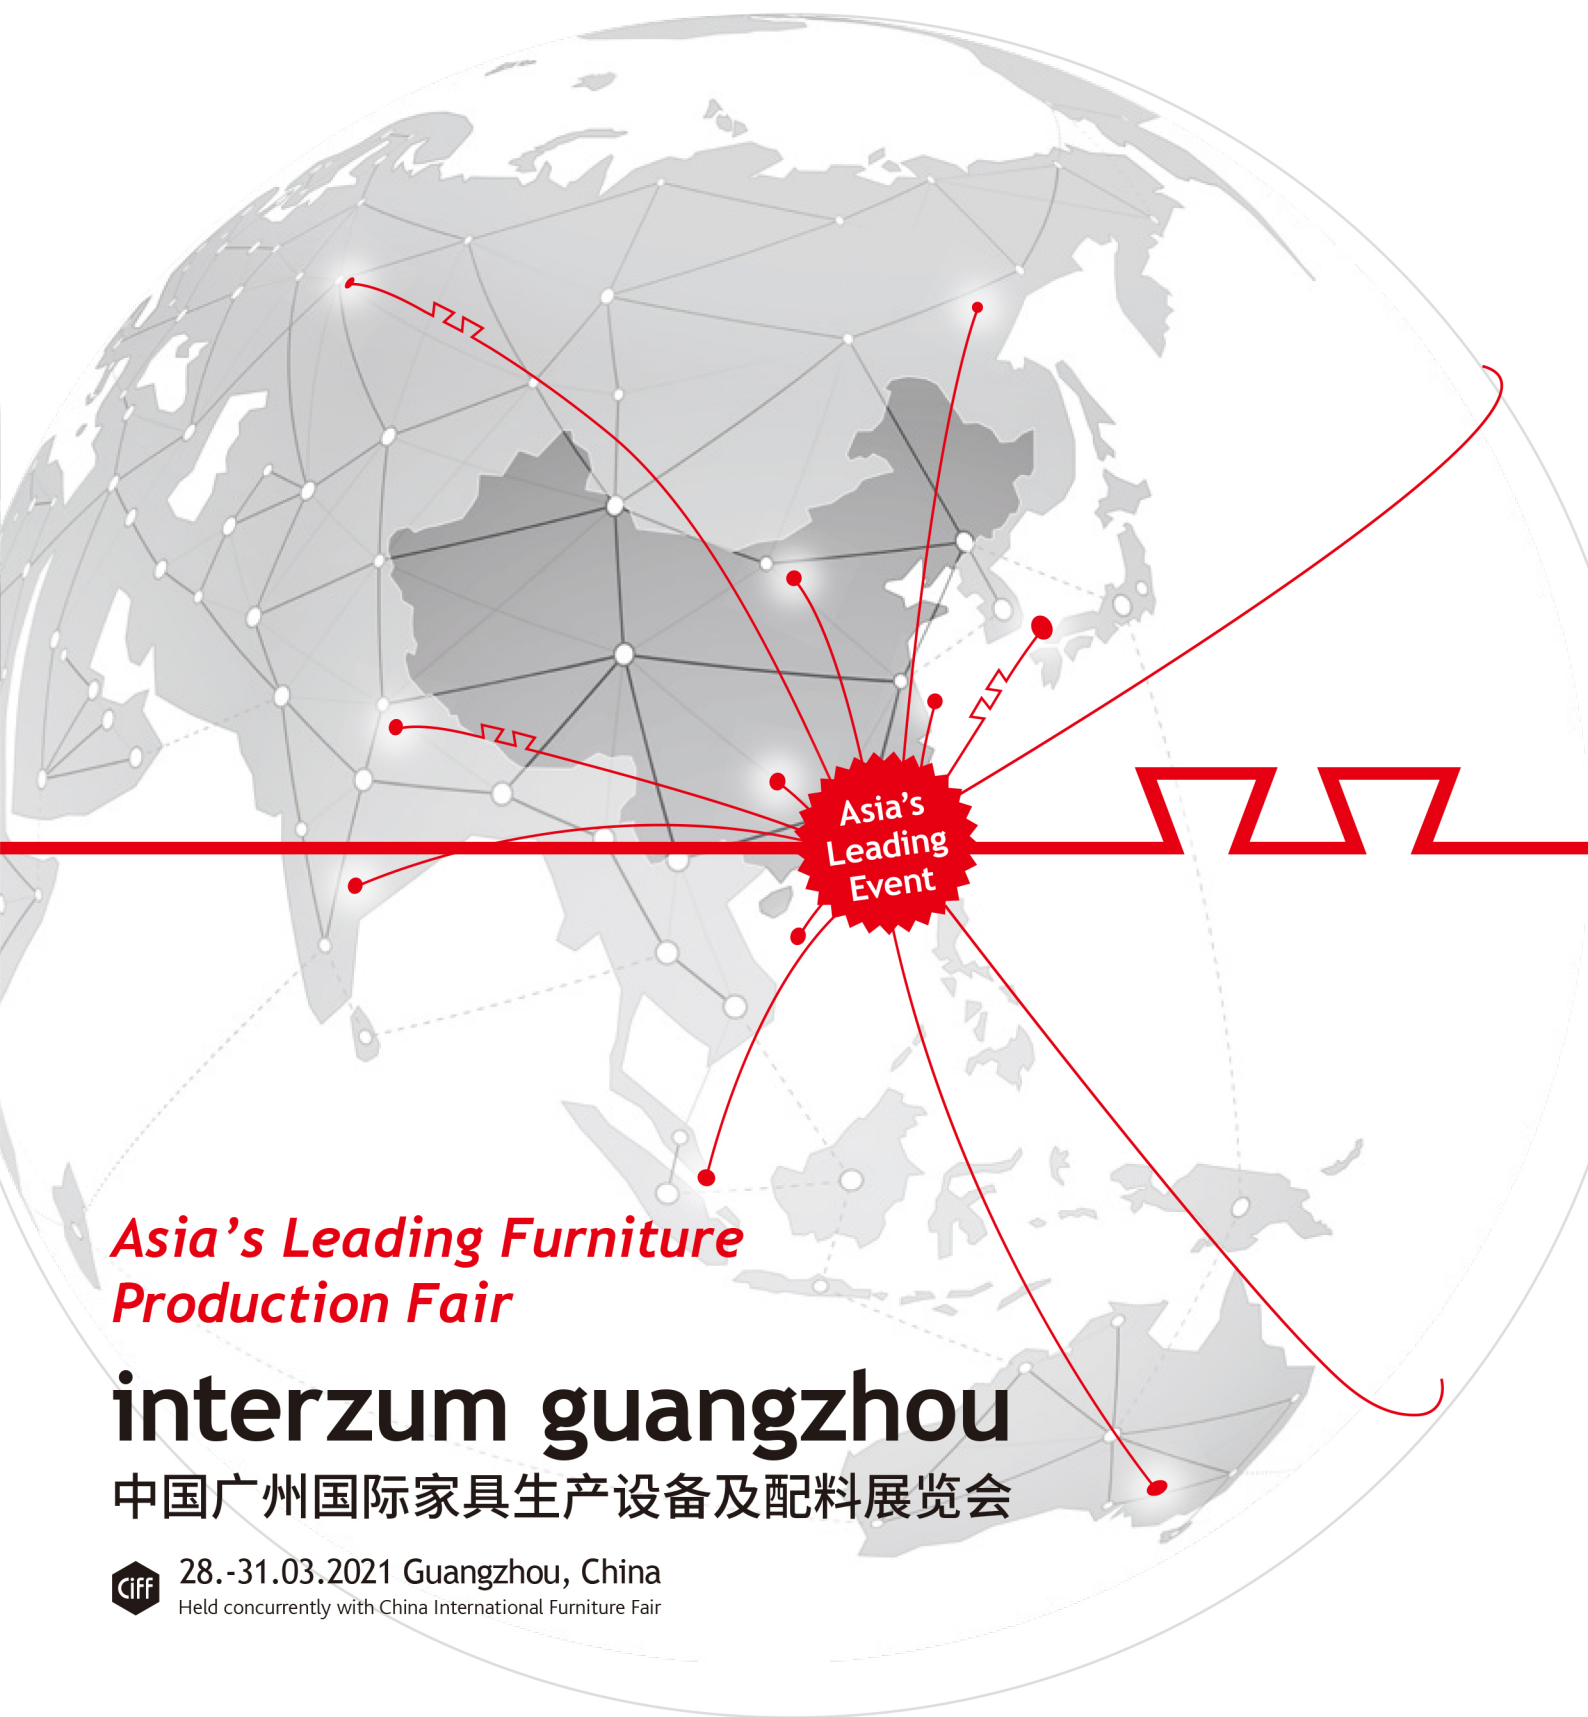 Asia's
Leading
Event
Asia's Leading Furniture
Production Fair
interzum guangzhou
中国广州国际家具生产设备及配料展览会
Ciff
28.-31.03.2021 Guangzhou, China
Held concurrently with China International Furniture Fair